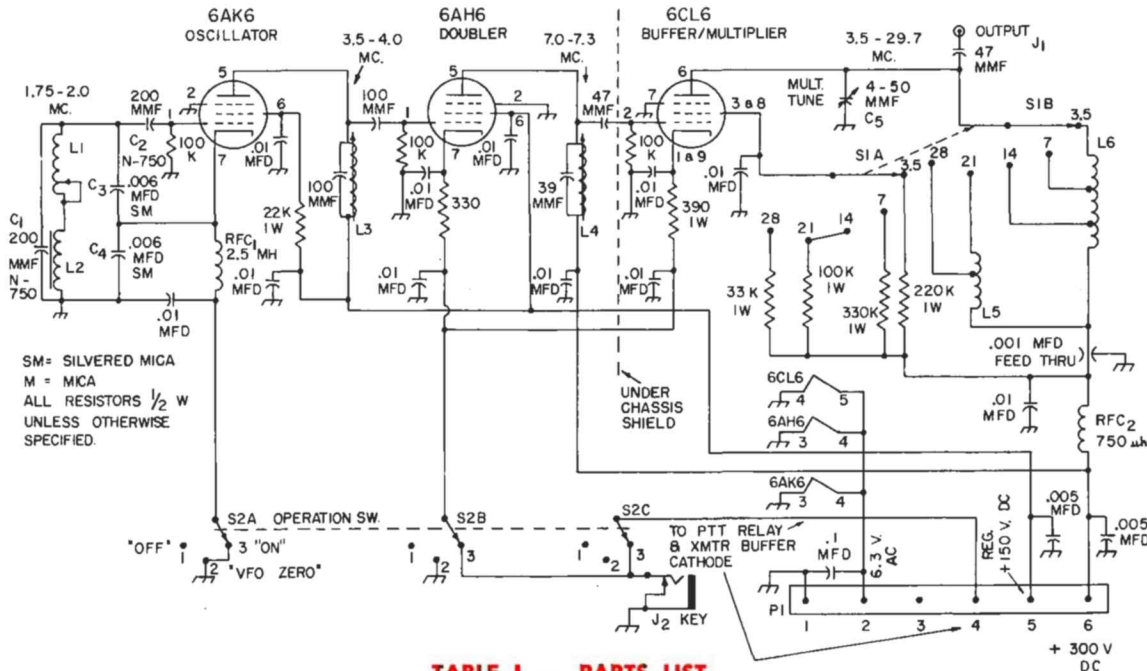 6AK6
OSCILLATOR
3.5-4.0
MC.
6AH6
DOUBLER
7.0-7.3
MC.
6CL6
BUFFER/MULTIPLIER
3.5-29.7
MC.
OUTPUT
J1
47
MMF
MULT.
TUNE
4-50
MMF
C5
S1B
3.5
L6
7
14
21
28
S1A
3.5
1.75-2.0
MC.
200
MMF
1
C2
N-750
100
K
2
5
6
7
.01
MFD
L1
C3
.006
MFD
SM
C1
200
MMF
N-
750
L2
C4
.006
MFD
SM
RFC1
2.5 MH
.01
MFD
22K
1W
.01
MFD
100
MMF
L3
100
MMF
1
100
K
5
2
6
7
.01
MFD
.01
MFD
330
.01
MFD
47
MMF
39
MMF
L4
.01
MFD
2
100
K
6
7
3 & 8
1 & 9
.01
MFD
.01
MFD
390
1W
.01
MFD
28
21
14
7
33K
1W
100K
1W
330K
1W
220K
1W
L5
.001 MFD
FEED THRU
.01
MFD
RFC2
750 μh
SM= SILVERED MICA
M = MICA
ALL RESISTORS 1/2 W
UNLESS OTHERWISE
SPECIFIED.
UNDER
CHASSIS
SHIELD
6CL6
4 5
6AH6
3 4
6AK6
3 4
S2A OPERATION SW.
S2B
S2C
"OFF" 1
3 "ON"
2
"VFO ZERO"
1
3
2
1
3
2
TO PTT RELAY
& XMTR BUFFER
CATHODE
.1
MFD
6.3 V.
AC
REG.
+150 V. DC
.005
MFD
.005
MFD
J2 KEY
P1
1 2 3 4 5 6
+ 300 V
DC
TABLE I PARTS LIST